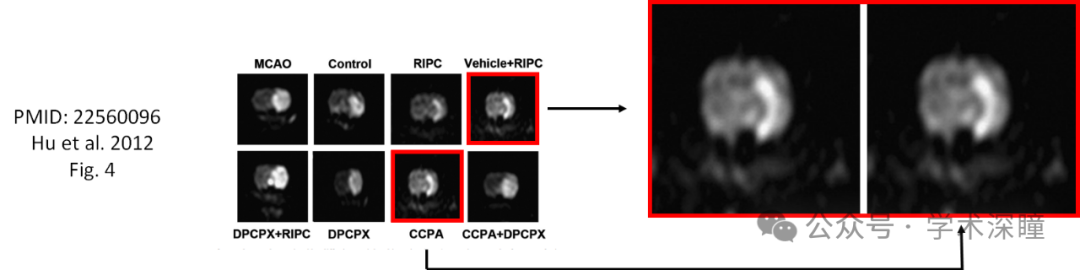 MCAO Control RIPC Vehicle+RIPC
PMID: 22560096
Hu et al. 2012
Fig. 4
DPCPX+RIPC DPCPX CCPA CCPA+DPCPX
公众号 · 学术深瞳